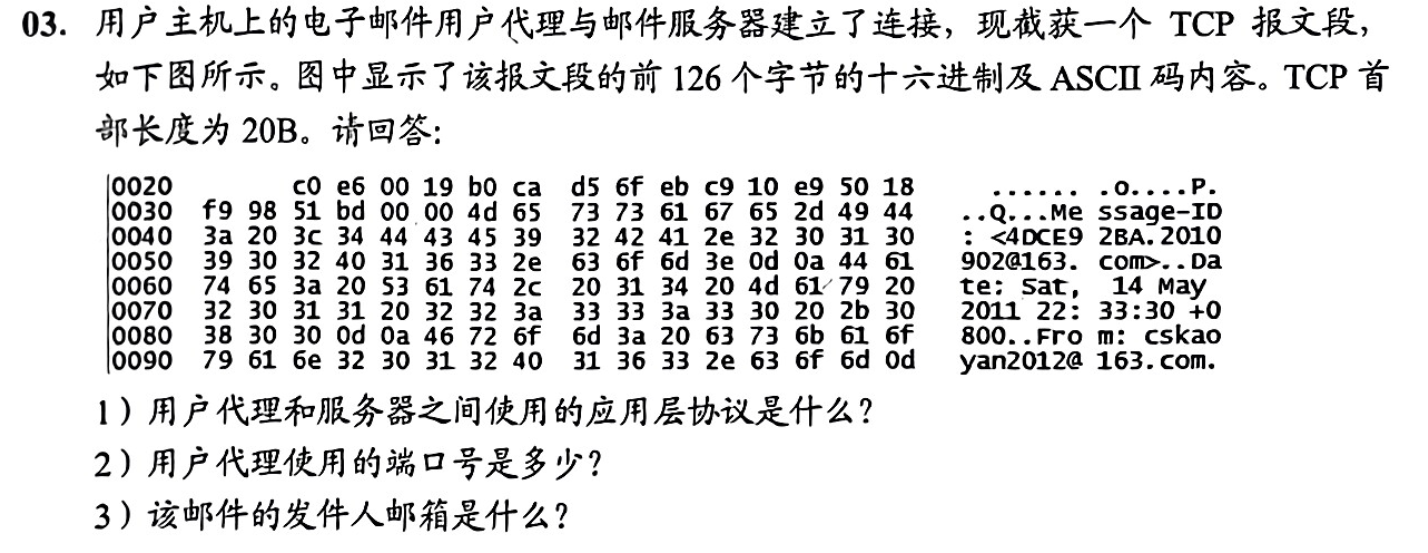 03. 用户主机上的电子邮件用户代理与邮件服务器建立了连接，现截获一个 TCP 报文段，
如下图所示。图中显示了该报文段的前 126 个字节的十六进制及 ASCII 码内容。TCP 首
部长度为 20B。请回答：
0020 c0 e6 00 19 b0 ca d5 6f eb c9 10 e9 50 18 ...... .o....P.
0030 f9 98 51 bd 00 00 4d 65 73 73 61 67 65 2d 49 44 ..Q...Me ssage-ID
0040 3a 20 3c 34 44 43 45 39 32 42 41 2e 32 30 31 30 : <4DCE9 2BA.2010
0050 39 30 32 40 31 36 33 2e 63 6f 6d 3e 0d 0a 44 61 902@163. com>..Da
0060 74 65 3a 20 53 61 74 2c 20 31 34 20 4d 61 79 20 te: Sat, 14 May
0070 32 30 31 31 20 32 32 3a 33 33 3a 33 30 20 2b 30 2011 22: 33:30 +0
0080 38 30 30 0d 0a 46 72 6f 6d 3a 20 63 73 6b 61 6f 800..Fro m: cskao
0090 79 61 6e 32 30 31 32 40 31 36 33 2e 63 6f 6d 0d yan2012@ 163.com.
1）用户代理和服务器之间使用的应用层协议是什么？
2）用户代理使用的端口号是多少？
3）该邮件的发件人邮箱是什么？